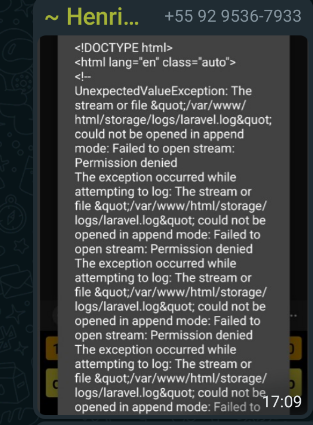 ~ Henri... +55 92 9536-7933
<!DOCTYPE html>
<html lang="en" class="auto">
<!--
UnexpectedValueException: The
stream or file &quot;/var/www/
html/storage/logs/laravel.log&quot;
could not be opened in append
mode: Failed to open stream:
Permission denied
The exception occurred while
attempting to log: The stream or
file &quot;/var/www/html/storage/
logs/laravel.log&quot; could not be
opened in append mode: Failed to
open stream: Permission denied
The exception occurred while
attempting to log: The stream or
file &quot;/var/www/html/storage/
logs/laravel.log&quot; could not be
opened in append mode: Failed to
open stream: Permission denied
The exception occurred while
attempting to log: The stream or
file &quot;/var/www/html/storage/
logs/laravel.log&quot; could not be
opened in append mode: Failed to
17:09